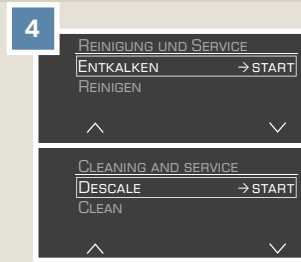 4
REINIGUNG UND SERVICE
ENTKALKEN → START
REINIGEN
CLEANING AND SERVICE
DESCALE → START
CLEAN